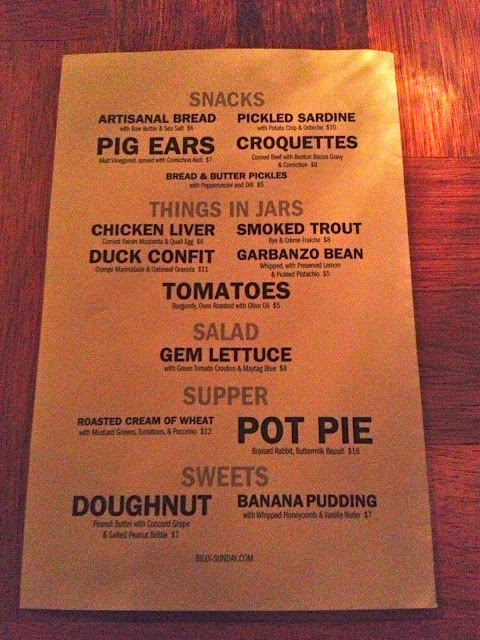 SNACKS
ARTISANAL BREAD
with Raw Butter & Sea Salt $6
PICKLED SARDINE
with Potato Chip & Gribiche $10
PIG EARS
Malt Vinegared, served with Cornichon Aioli $7
CROQUETTES
Corned Beef with Benton Bacon Gravy
& Cornichon $8
BREAD & BUTTER PICKLES
with Pepperoncini and Dill $5
THINGS IN JARS
CHICKEN LIVER
Curried Raisin Mostarda & Quail Egg $6
SMOKED TROUT
Rye & Crème Fraiche $8
DUCK CONFIT
Orange Marmalade & Oatmeal Granola $11
GARBANZO BEAN
Whipped, with Preserved Lemon
& Pickled Pistachio $5
TOMATOES
Burgundy, Oven Roasted with Olive Oil $5
SALAD
GEM LETTUCE
with Green Tomato Crouton & Maytag Blue $8
SUPPER
ROASTED CREAM OF WHEAT
with Mustard Greens, Tomatoes, & Pecorino $12
POT PIE
Braised Rabbit, Buttermilk Biscuit $18
SWEETS
DOUGHNUT
Peanut Butter with Concord Grape
& Salted Peanut Brittle $7
BANANA PUDDING
with Whipped Honeycomb & Vanilla Wafer $7
BILLY-SUNDAY.COM